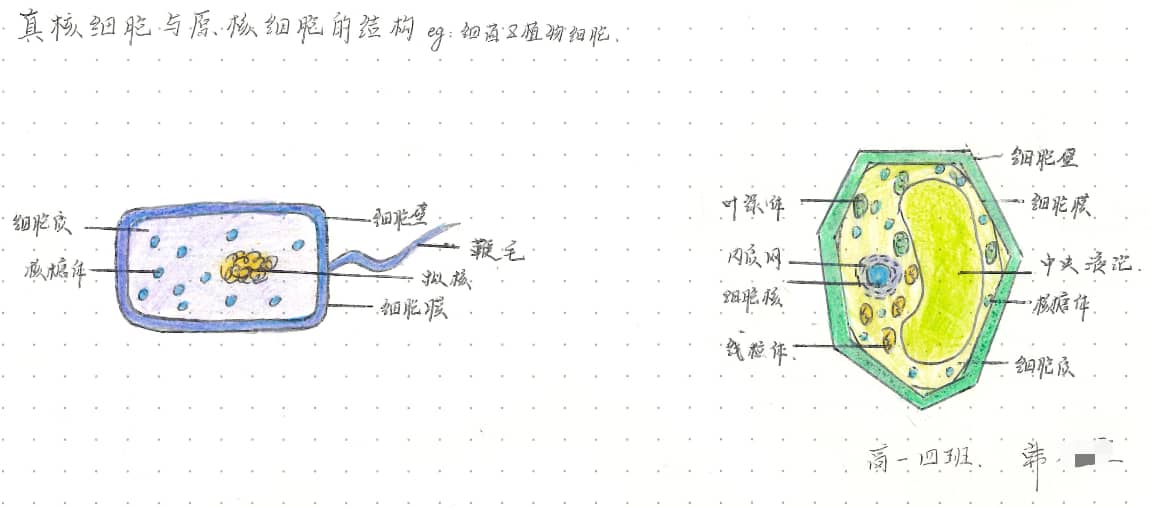 真核细胞与原核细胞的结构 eg:细菌及植物细胞.
细胞质
核糖体
细胞壁
鞭毛
拟核
细胞膜
叶绿体
内质网
细胞核
线粒体.
细胞壁
细胞膜
中央液泡.
核糖体.
细胞质
高一四班. 韩.